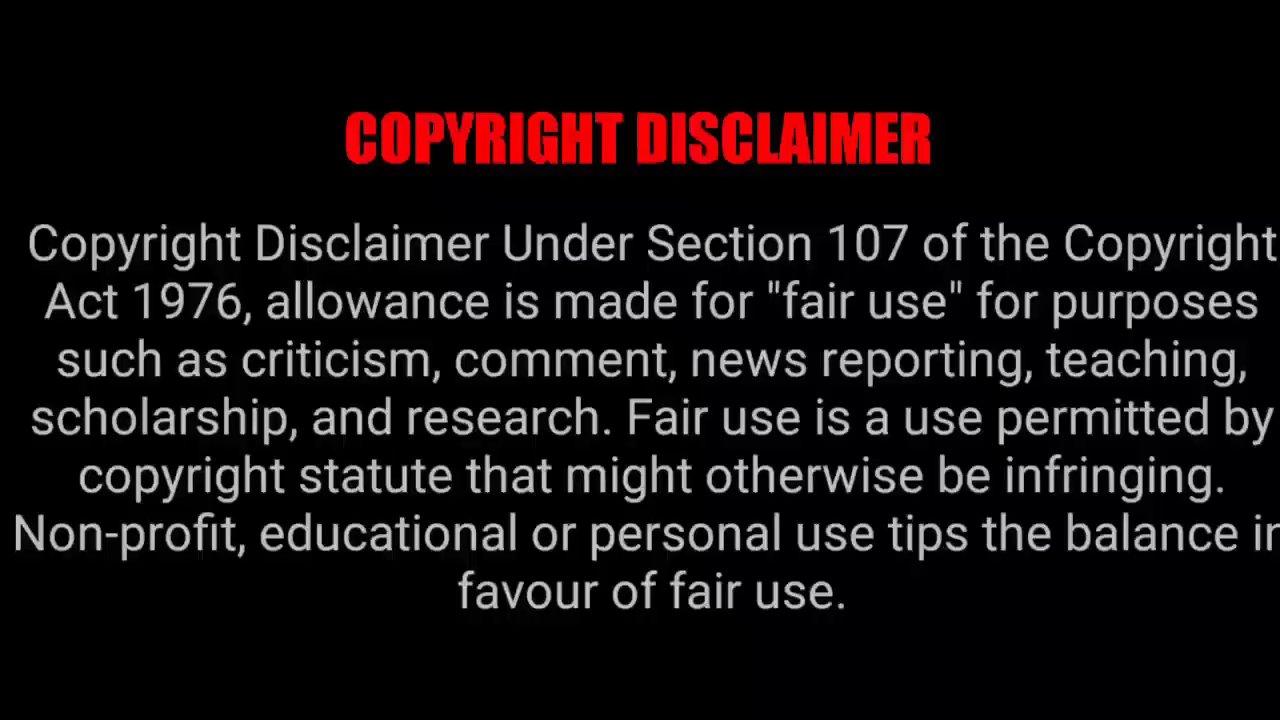 COPYRIGHT DISCLAIMER
Copyright Disclaimer Under Section 107 of the Copyright
Act 1976, allowance is made for "fair use" for purposes
such as criticism, comment, news reporting, teaching,
scholarship, and research. Fair use is a use permitted by
copyright statute that might otherwise be infringing.
Non-profit, educational or personal use tips the balance in
favour of fair use.